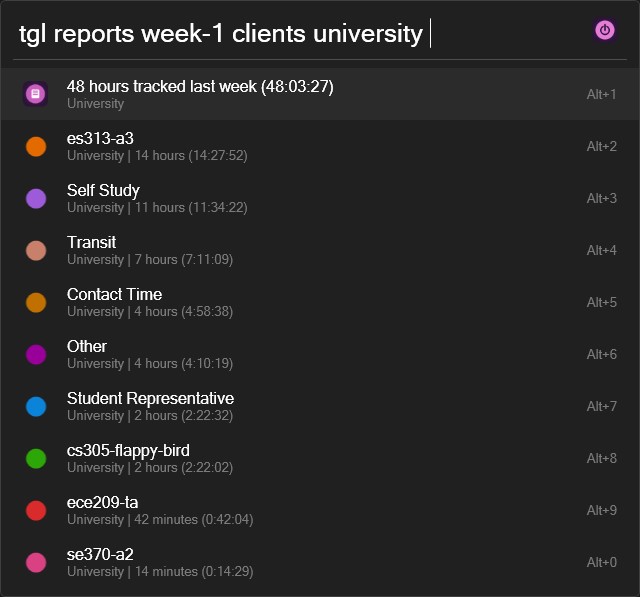 tgl reports week-1 clients university
48 hours tracked last week (48:03:27)
University
Alt+1
es313-a3
University | 14 hours (14:27:52)
Alt+2
Self Study
University | 11 hours (11:34:22)
Alt+3
Transit
University | 7 hours (7:11:09)
Alt+4
Contact Time
University | 4 hours (4:58:38)
Alt+5
Other
University | 4 hours (4:10:19)
Alt+6
Student Representative
University | 2 hours (2:22:32)
Alt+7
cs305-flappy-bird
University | 2 hours (2:22:02)
Alt+8
ece209-ta
University | 42 minutes (0:42:04)
Alt+9
se370-a2
University | 14 minutes (0:14:29)
Alt+0